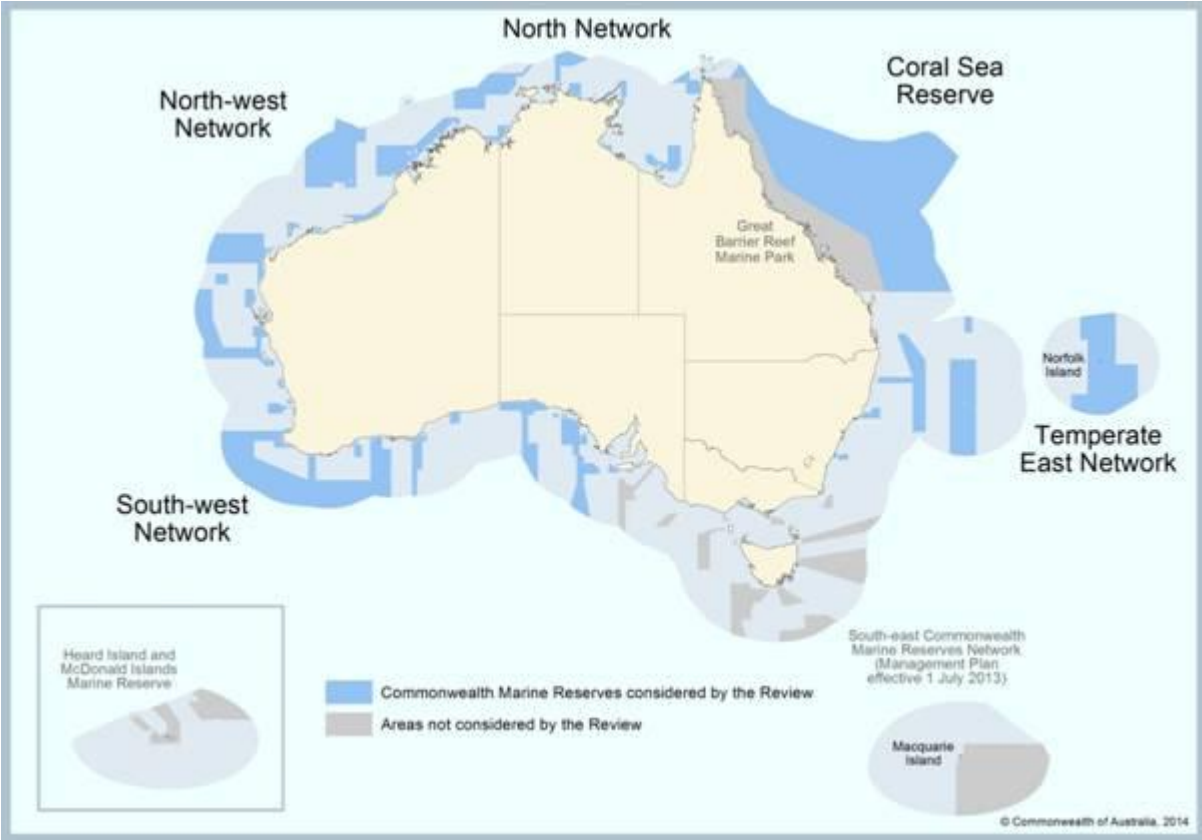 North Network
Coral Sea
Reserve
North-west
Network
Great
Barrier Reef
Marine Park
Norfolk
Island
Temperate
East Network
South-west
Network
Heard Island and
McDonald Islands
Marine Reserve
South-east Commonwealth
Marine Reserves Network
(Management Plan
effective 1 July 2013)
Commonwealth Marine Reserves considered by the Review
Areas not considered by the Review
Macquarie
Island
© Commonwealth of Australia, 2014